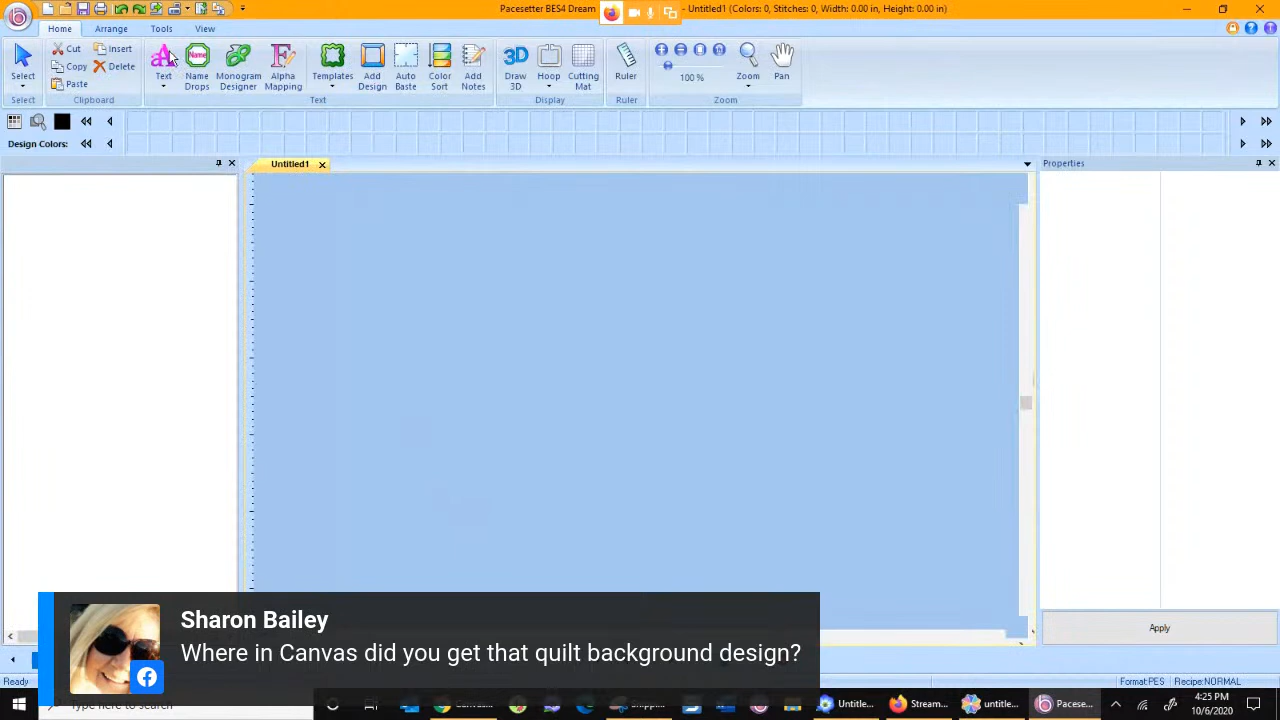 Pacesetter BES4 Dream - Untitled1 (Colors: 0, Stitches: 0, Width: 0.00 in, Height: 0.00 in)
Home Arrange Tools View
Cut Insert
Copy Delete
Paste
Select Text Name Drops Monogram Designer Alpha Mapping Templates Add Design Auto Baste Color Sort Add Notes Draw 3D Hoop Cutting Mat Ruler 100 % Zoom Pan
Select Clipboard Text Display Ruler Zoom
Design Colors:
Untitled1
Properties
Apply
Sharon Bailey
Where in Canvas did you get that quilt background design?
Ready
Format:PES Recipe:NORMAL
Type here to search
Canvas... Untitle... Stream... untitle... Pacese...
4:25 PM
10/6/2020